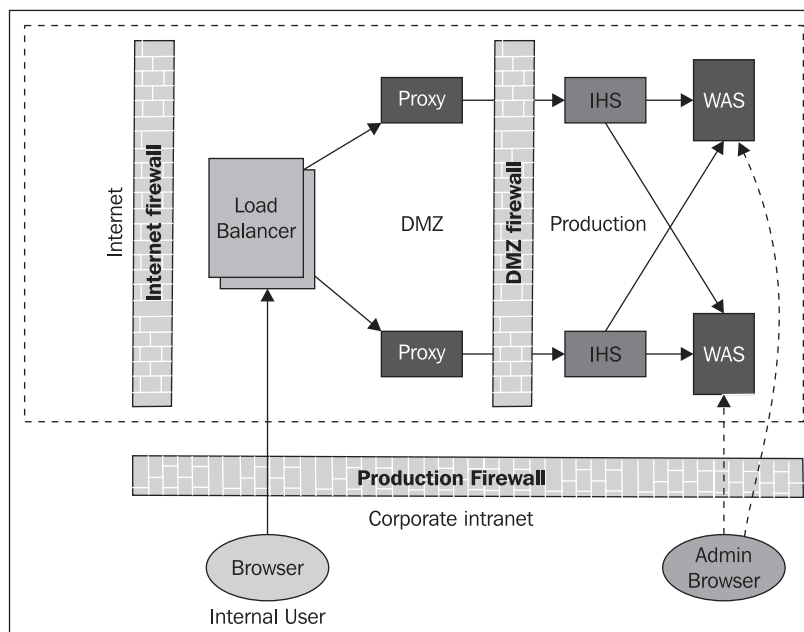 Internet
Internet firewall
Load
Balancer
Proxy
DMZ
Proxy
DMZ firewall
IHS
WAS
Production
IHS
WAS
Production Firewall
Corporate intranet
Browser
Internal User
Admin
Browser